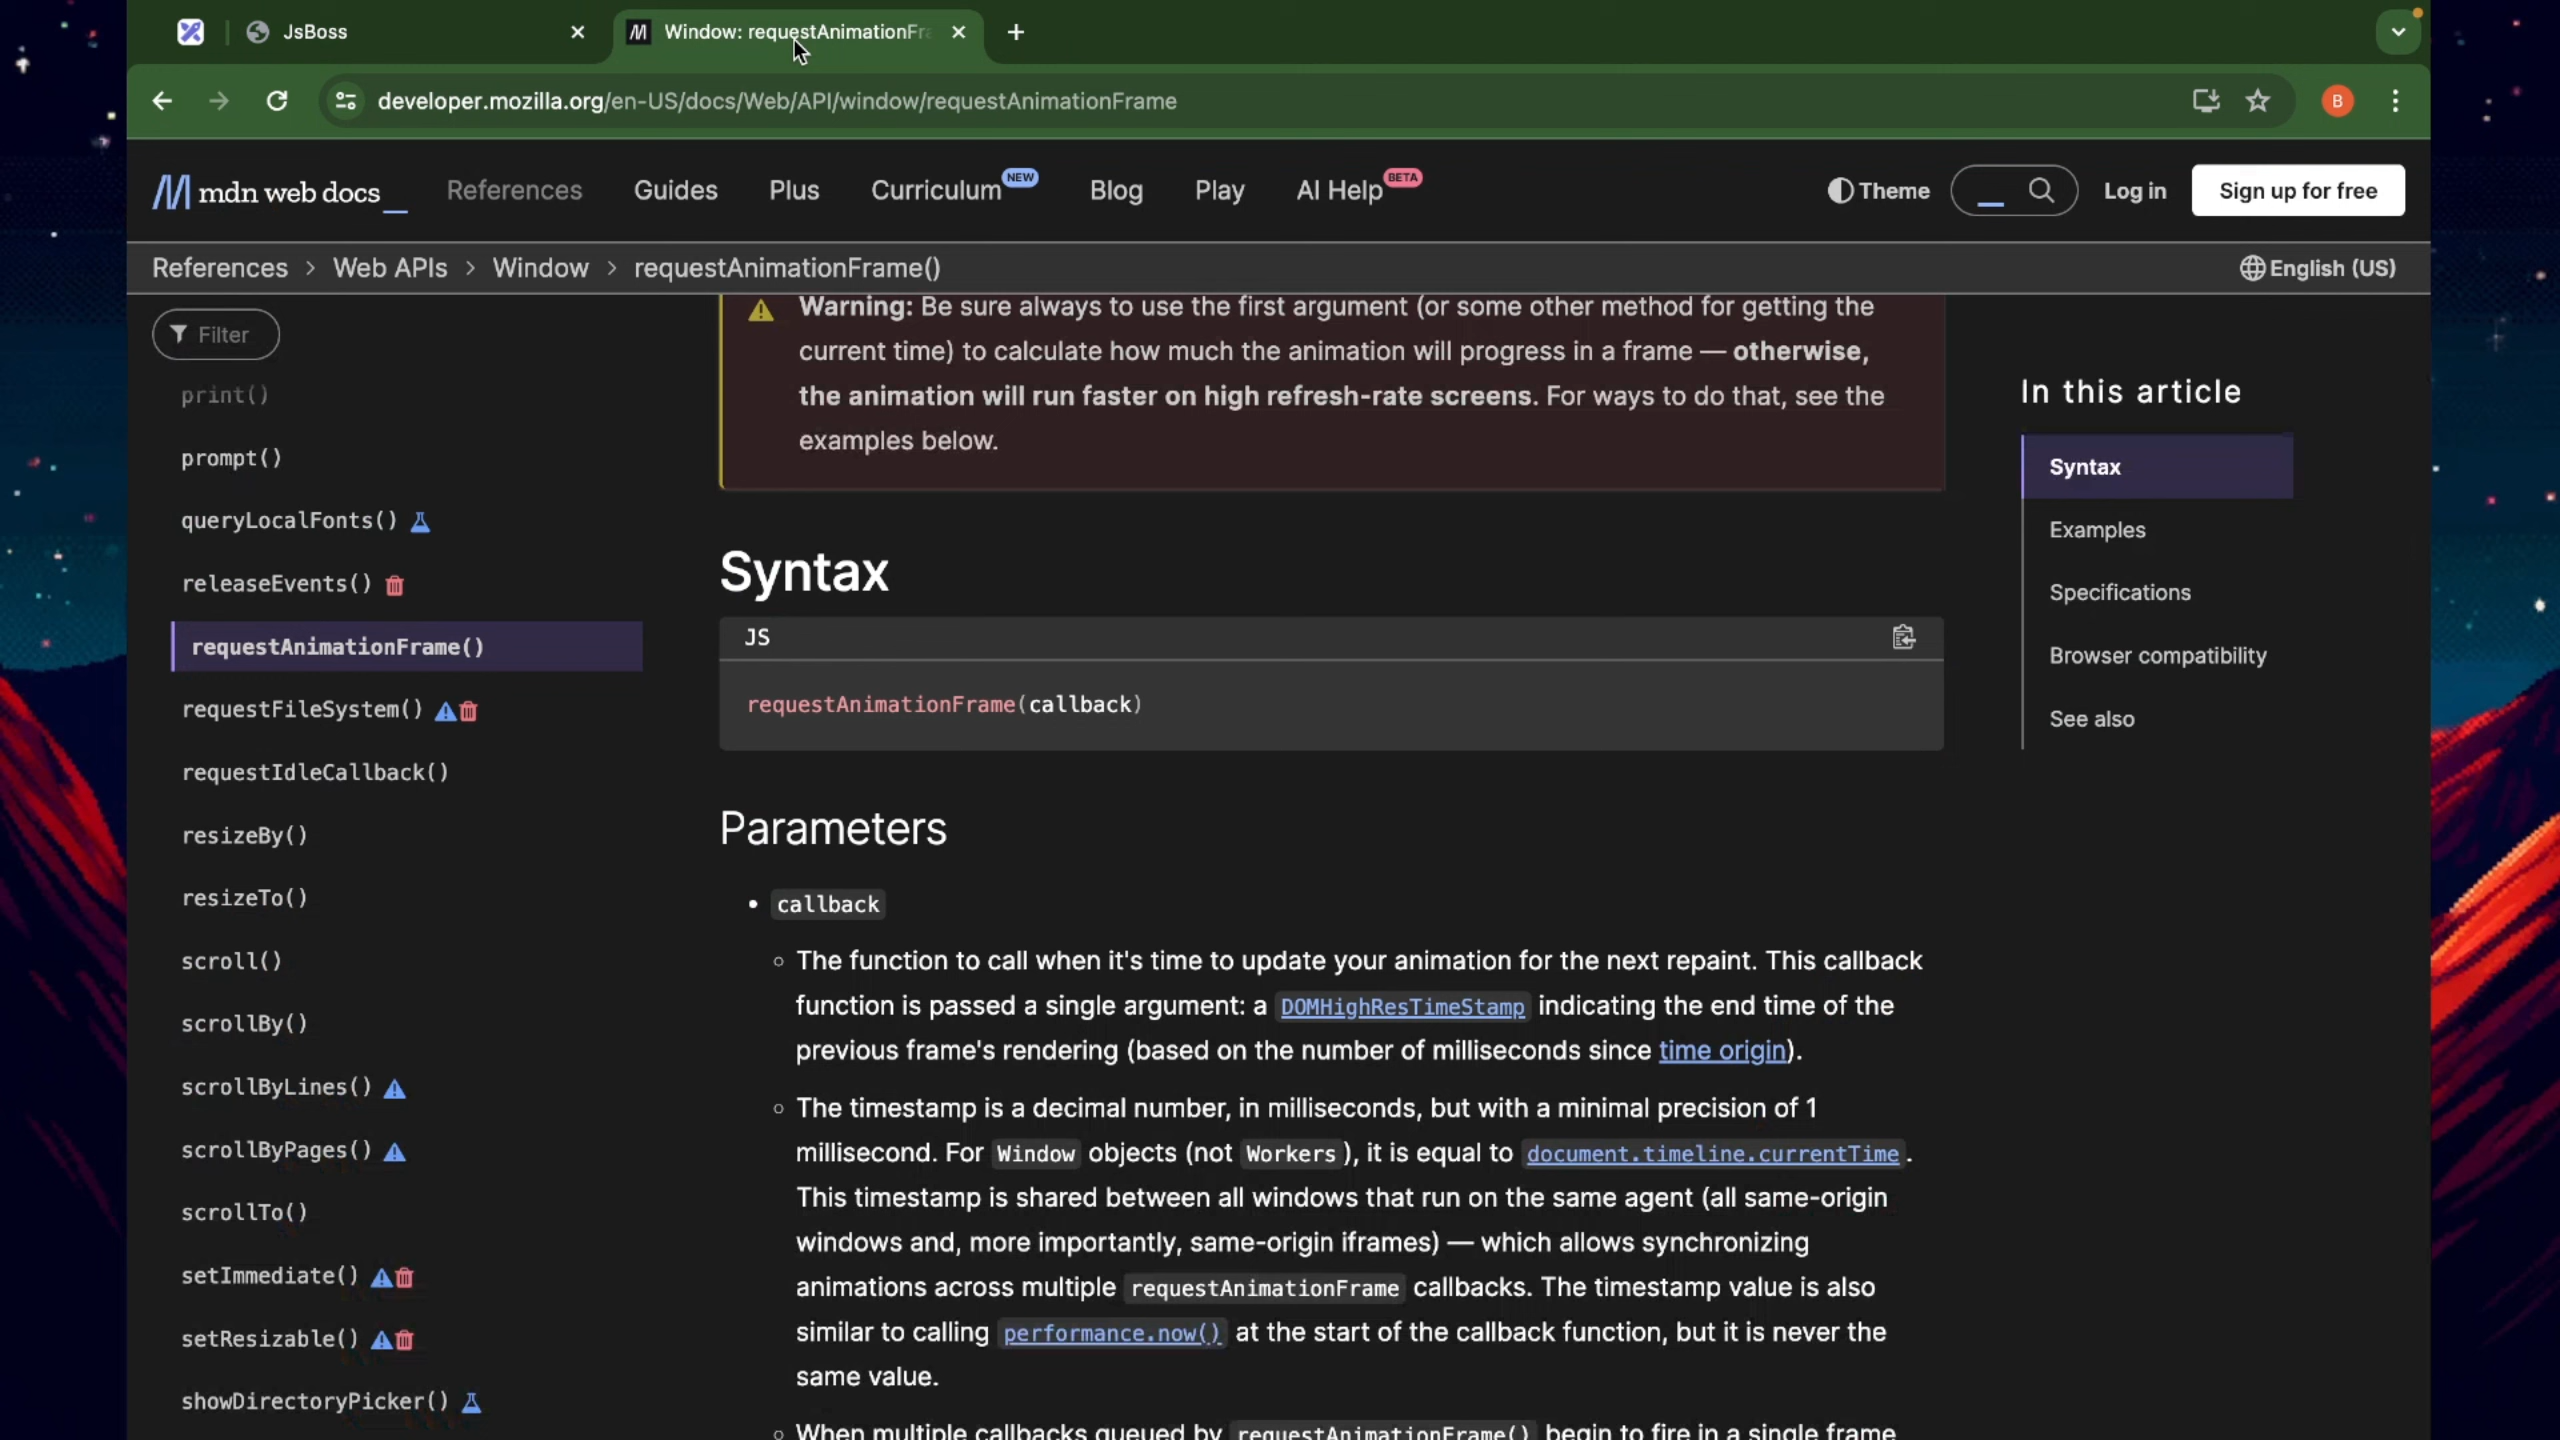 JsBoss
Window: requestAnimationFra
developer.mozilla.org/en-US/docs/Web/API/window/requestAnimationFrame
B
mdn web docs_
References
Guides
Plus
Curriculum NEW
Blog
Play
AI Help BETA
Theme
Log in
Sign up for free
References > Web APIs > Window > requestAnimationFrame()
English (US)
Filter
print()
prompt()
queryLocalFonts()
releaseEvents()
requestAnimationFrame()
requestFileSystem()
requestIdleCallback()
resizeBy()
resizeTo()
scroll()
scrollBy()
scrollByLines()
scrollByPages()
scrollTo()
setImmediate()
setResizable()
showDirectoryPicker()
Warning: Be sure always to use the first argument (or some other method for getting the
current time) to calculate how much the animation will progress in a frame — otherwise,
the animation will run faster on high refresh-rate screens. For ways to do that, see the
examples below.
Syntax
JS
requestAnimationFrame(callback)
Parameters
• callback
The function to call when it's time to update your animation for the next repaint. This callback
function is passed a single argument: a DOMHighResTimeStamp indicating the end time of the
previous frame's rendering (based on the number of milliseconds since time origin).
The timestamp is a decimal number, in milliseconds, but with a minimal precision of 1
millisecond. For Window objects (not Workers), it is equal to document.timeline.currentTime.
This timestamp is shared between all windows that run on the same agent (all same-origin
windows and, more importantly, same-origin iframes) — which allows synchronizing
animations across multiple requestAnimationFrame callbacks. The timestamp value is also
similar to calling performance.now() at the start of the callback function, but it is never the
same value.
When multiple callbacks queued by requestAnimationFrame() begin to fire in a single frame
In this article
Syntax
Examples
Specifications
Browser compatibility
See also